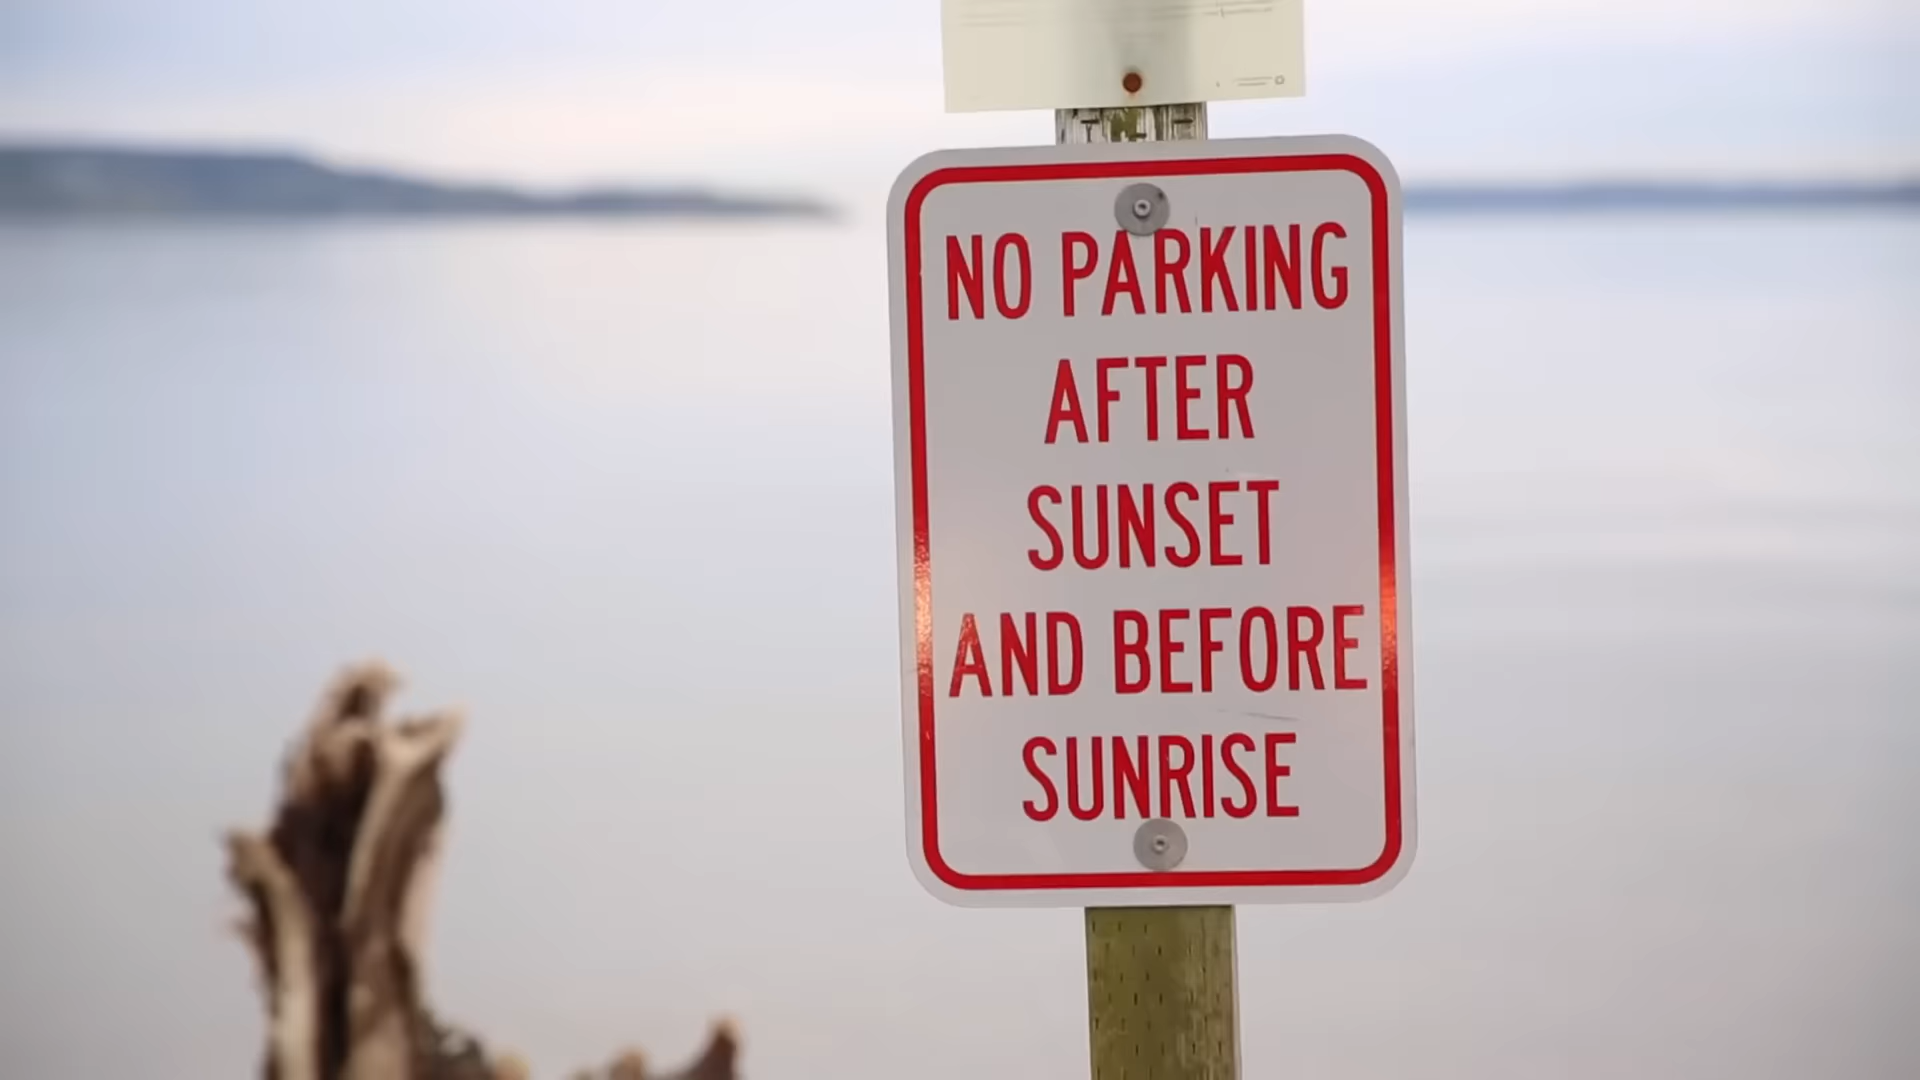 NO PARKING
AFTER
SUNSET
AND BEFORE
SUNRISE